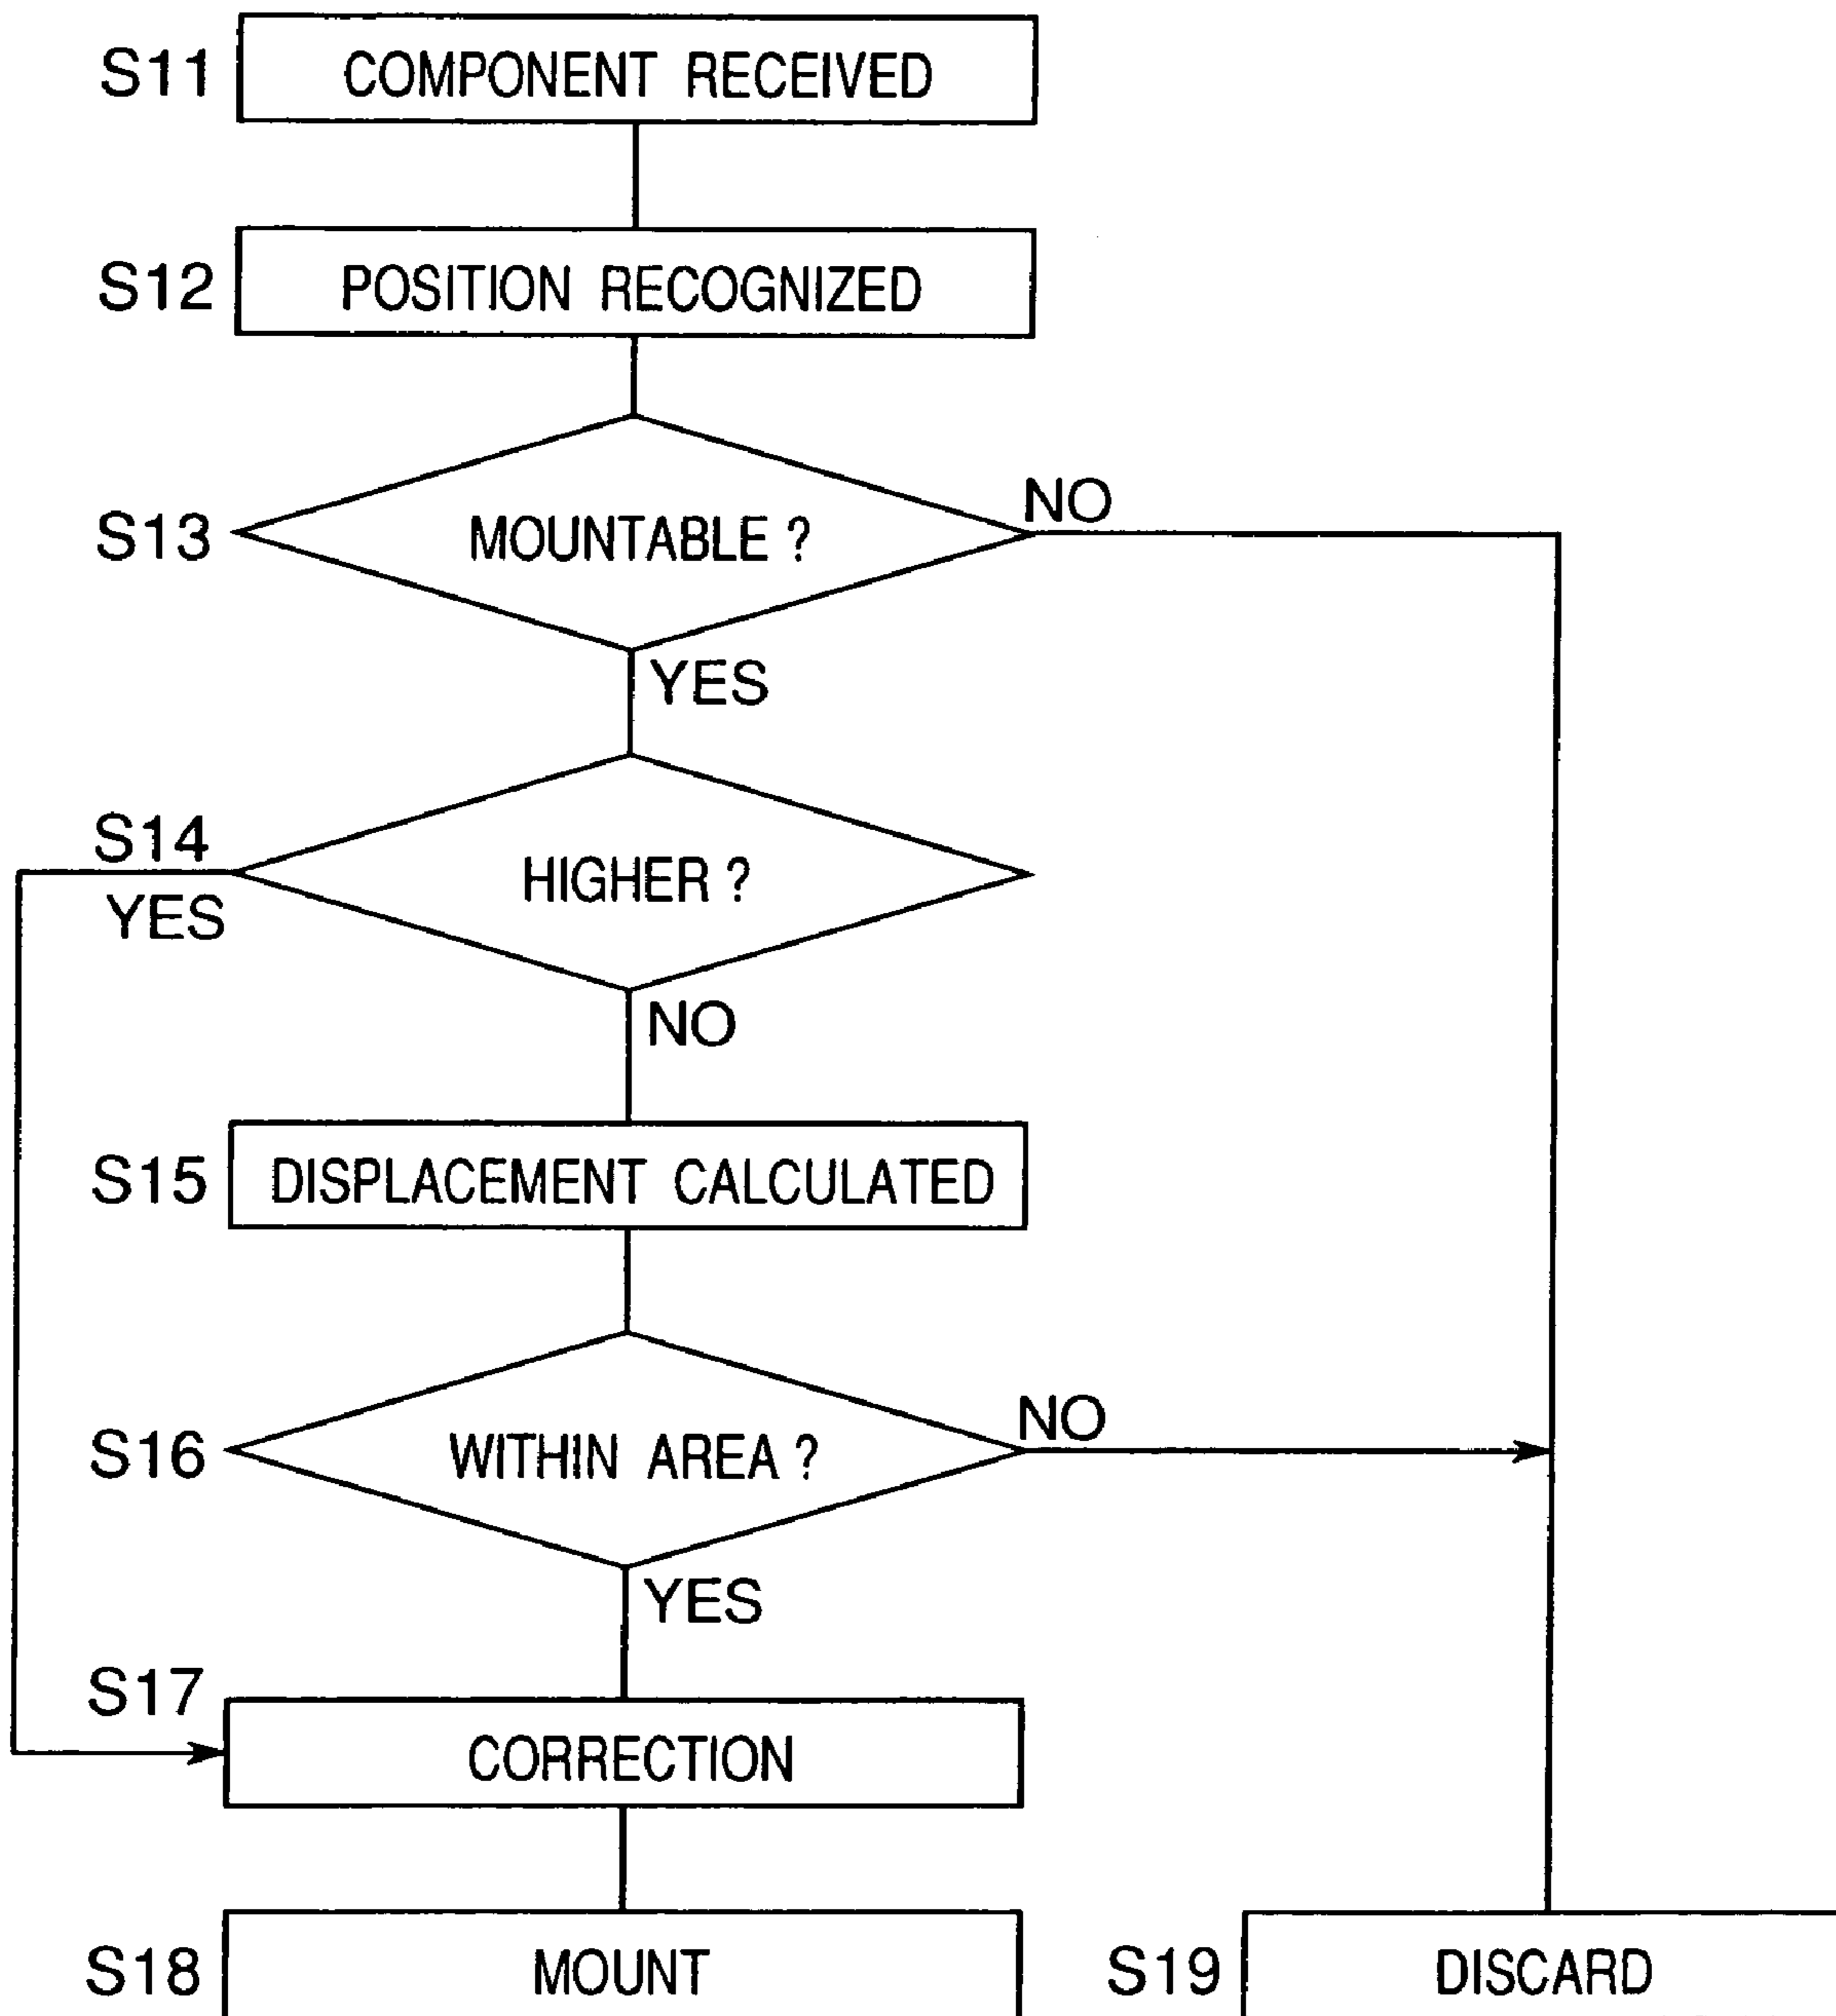 S11 COMPONENT RECEIVED
S12 POSITION RECOGNIZED
S13 MOUNTABLE ? NO
YES
S14 HIGHER ?
YES
NO
S15 DISPLACEMENT CALCULATED
S16 WITHIN AREA ? NO
YES
S17 CORRECTION
S18 MOUNT S19 DISCARD